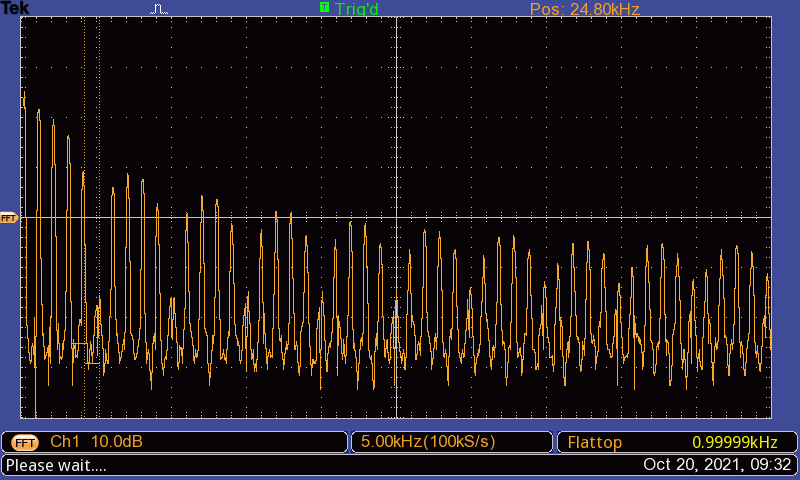 Tek T Trig'd Pos: 24.80kHz
FFT
FFT Ch1 10.0dB 5.00kHz(100kS/s) Flattop 0.99999kHz
Please wait.... Oct 20, 2021, 09:32